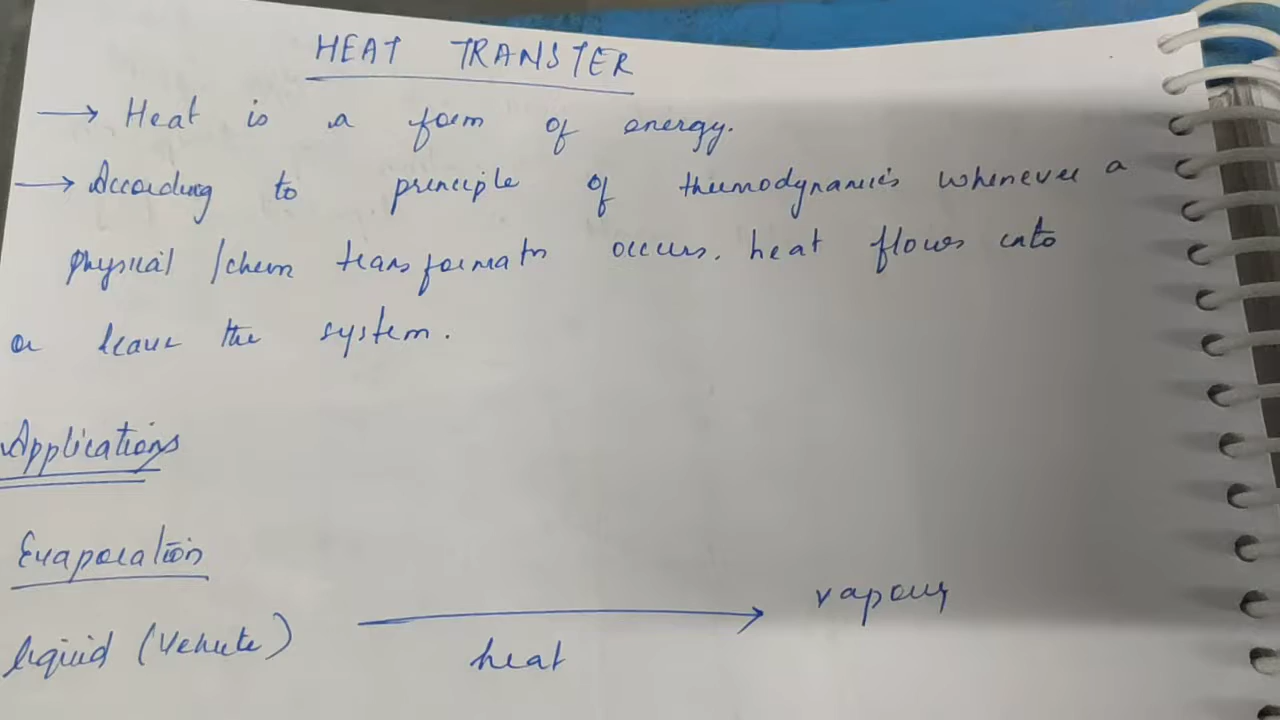 HEAT TRANSFER
→ Heat is a form of energy.
→ According to principle of thermodynamics whenever a
physical /chem transformatn occurs, heat flows into
or leave the system.
Applications
Evaporation
liquid (Vehicle) → vapour
heat